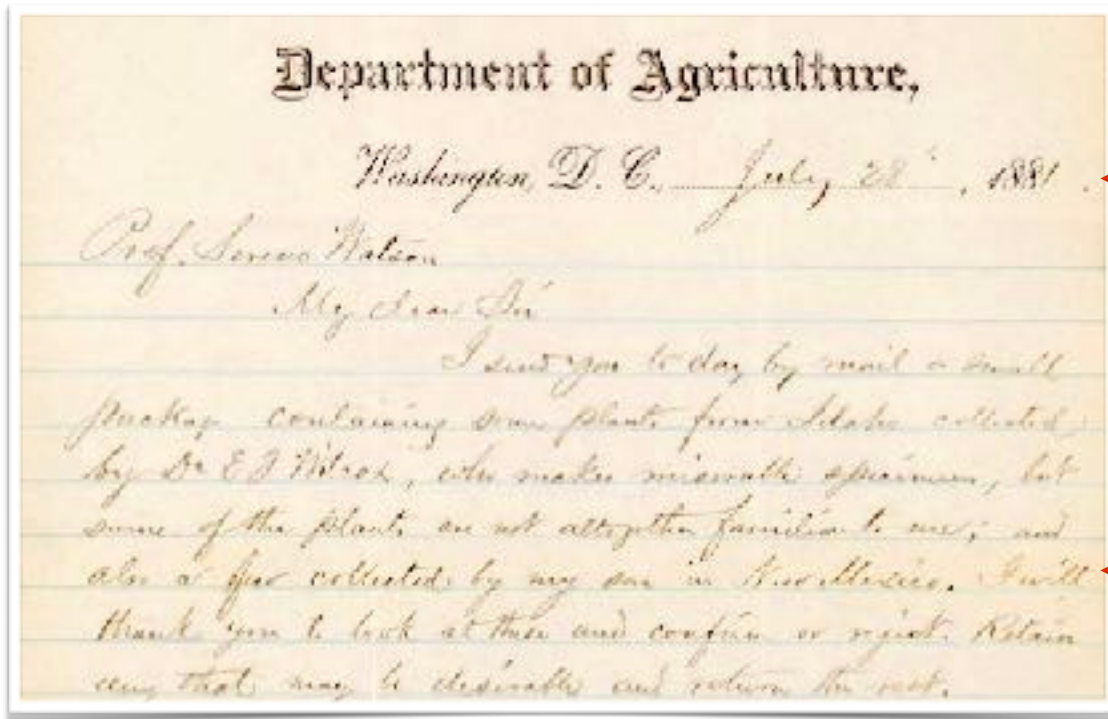 Department of Agriculture,
Washington, D. C., July 28, 1881.
Prof. Sereno Watson
My dear Sir
I send you to day by mail a small
package containing some plants from Idaho collected
by Dr E , who makes miserable specimens, but
some of the plants are not altogether familiar to me; and
also a few collected by my son in New Mexico. I will
thank you to look at these and confirm or reject. Retain
any that may be desirable and return the rest.